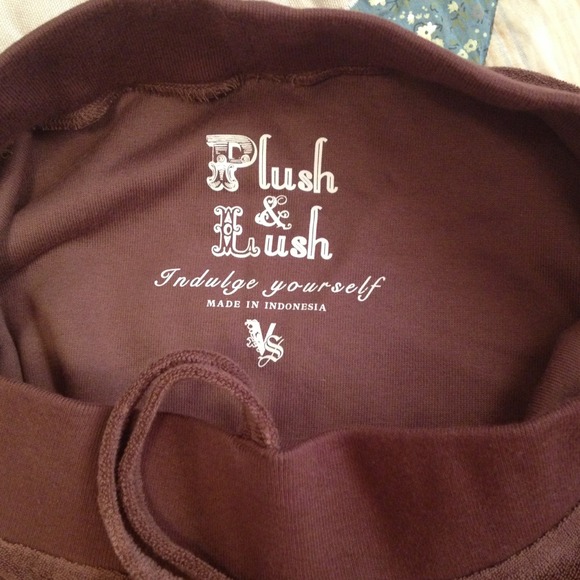 Plush
&
Lush
Indulge yourself
MADE IN INDONESIA
VS